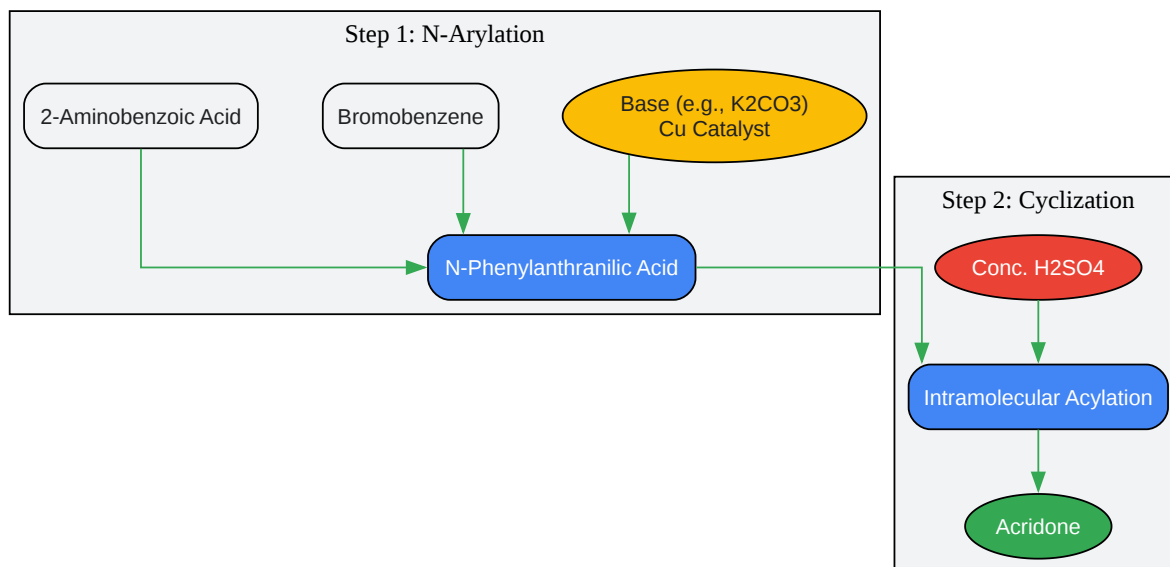 Step 1: N-Arylation
2-Aminobenzoic Acid
Bromobenzene
Base (e.g., K2CO3)
Cu Catalyst
N-Phenylanthranilic Acid
Step 2: Cyclization
Conc. H2SO4
Intramolecular Acylation
Acridone